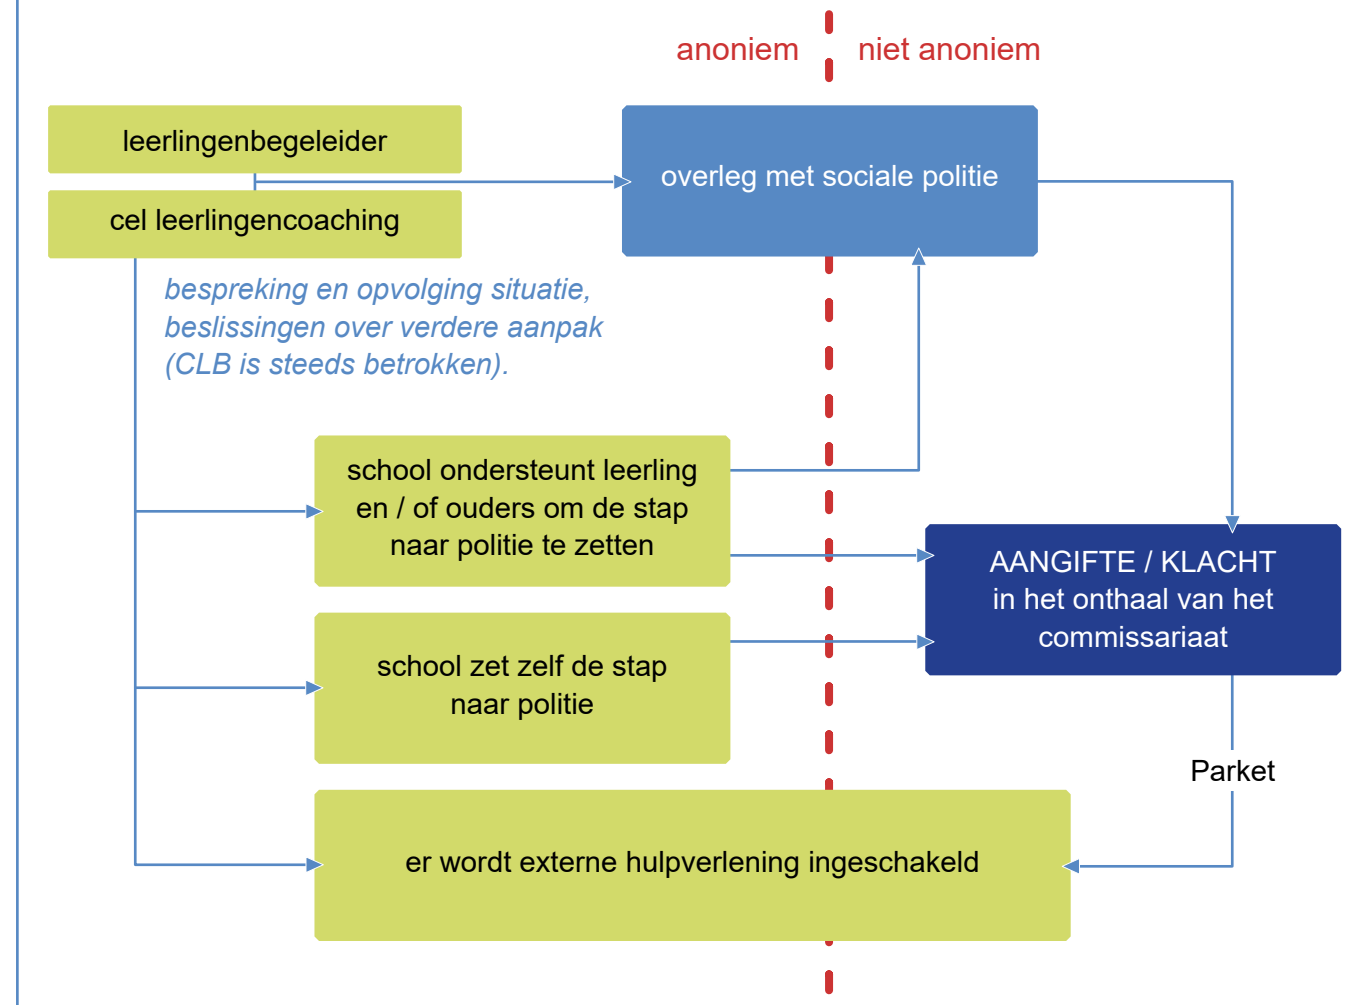 anoniem
niet anoniem
leerlingenbegeleider
cel leerlingencoaching
overleg met sociale politie
bespreking en opvolging situatie,
beslissingen over verdere aanpak
(CLB is steeds betrokken).
school ondersteunt leerling
en / of ouders om de stap
naar politie te zetten
AANGIFTE / KLACHT
in het onthaal van het
commissariaat
school zet zelf de stap
naar politie
Parket
er wordt externe hulpverlening ingeschakeld